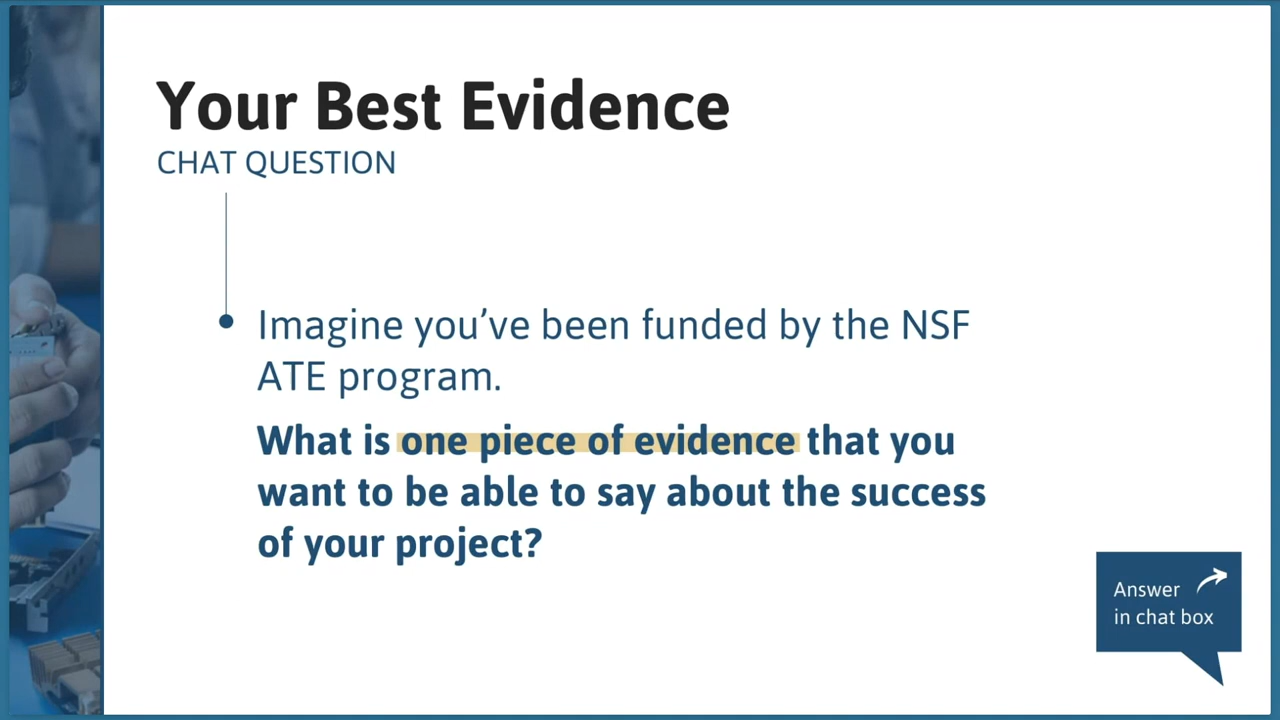 Your Best Evidence
CHAT QUESTION
Imagine you’ve been funded by the NSF
ATE program.
What is one piece of evidence that you
want to be able to say about the success
of your project?
Answer
in chat box